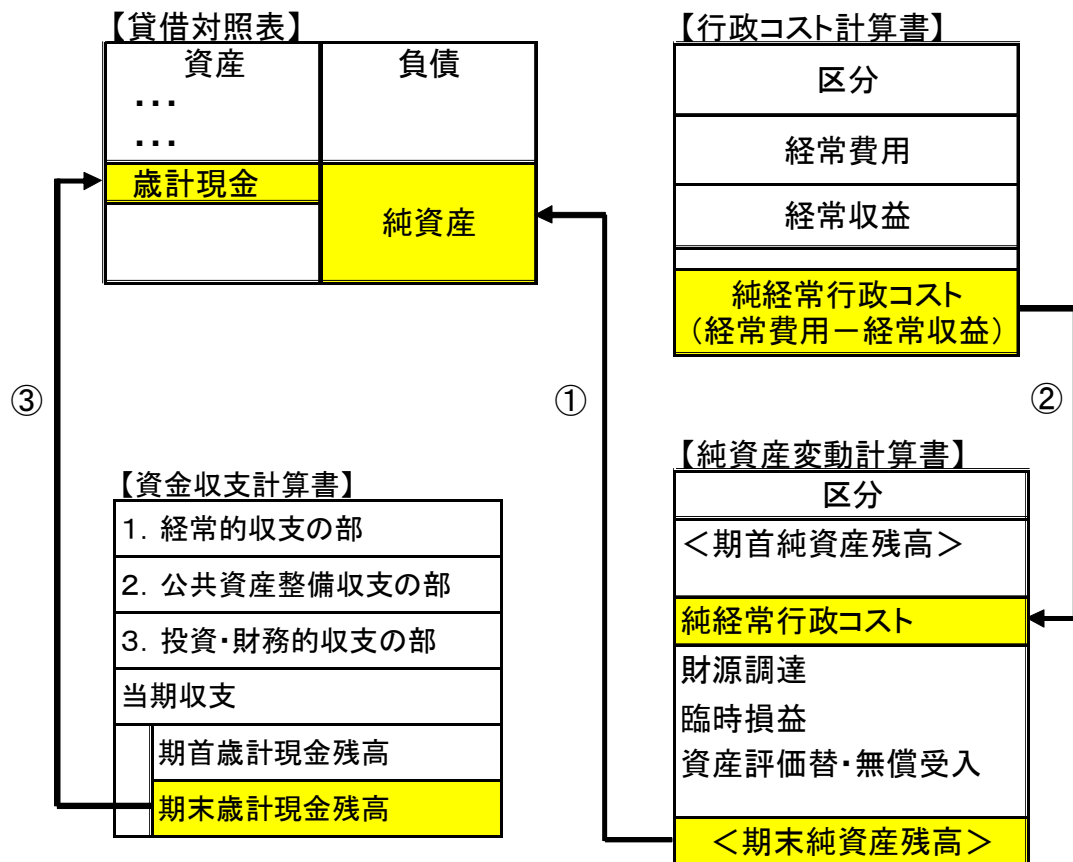 【貸借対照表】
資産
負債
・・・
・・・
歳計現金
純資産
【行政コスト計算書】
区分
経常費用
経常収益
純経常行政コスト
（経常費用－経常収益）
③
①
②
【資金収支計算書】
1．経常的収支の部
2．公共資産整備収支の部
3．投資・財務的収支の部
当期収支
期首歳計現金残高
期末歳計現金残高
【純資産変動計算書】
区分
＜期首純資産残高＞
純経常行政コスト
財源調達
臨時損益
資産評価替・無償受入
＜期末純資産残高＞